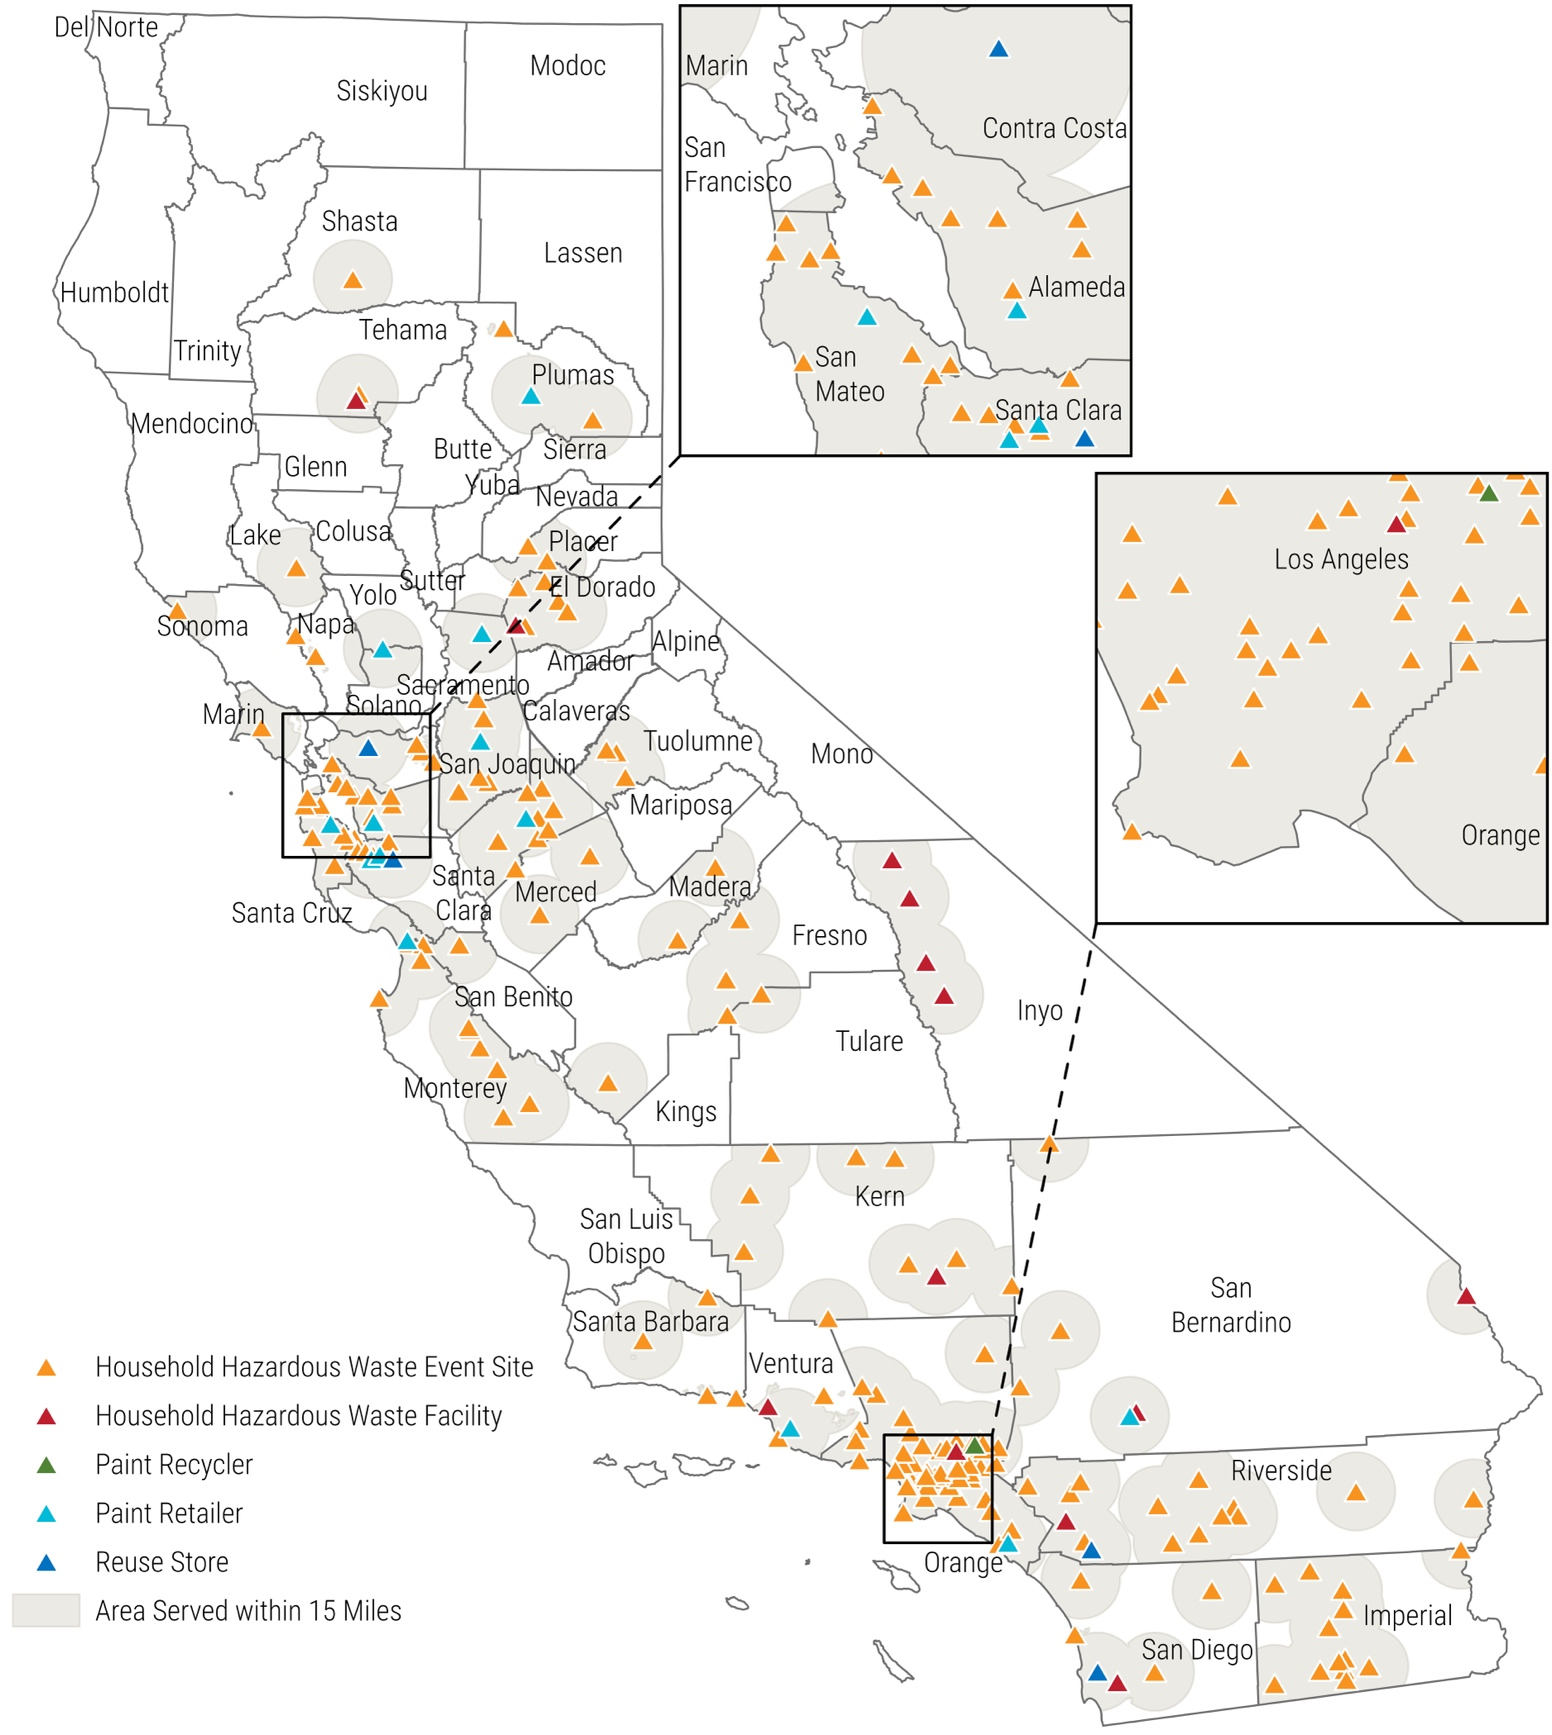 Del Norte
Siskiyou
Modoc
Shasta
Lassen
Humboldt
Trinity
Tehama
Plumas
Mendocino
Butte
Sierra
Glenn
Yuba
Nevada
Lake
Colusa
Placer
Sutter
El Dorado
Yolo
Sonoma
Napa
Alpine
Amador
Sacramento
Solano
Marin
Calaveras
Tuolumne
Mono
San Joaquin
Mariposa
Santa
Clara
Merced
Madera
Santa Cruz
Fresno
San Benito
Inyo
Tulare
Monterey
Kings
Kern
San Luis
Obispo
San
Bernardino
Santa Barbara
Ventura
Riverside
Orange
Imperial
San Diego
Marin
Contra Costa
San
Francisco
Alameda
San
Mateo
Santa Clara
Los Angeles
Orange
Household Hazardous Waste Event Site
Household Hazardous Waste Facility
Paint Recycler
Paint Retailer
Reuse Store
Area Served within 15 Miles